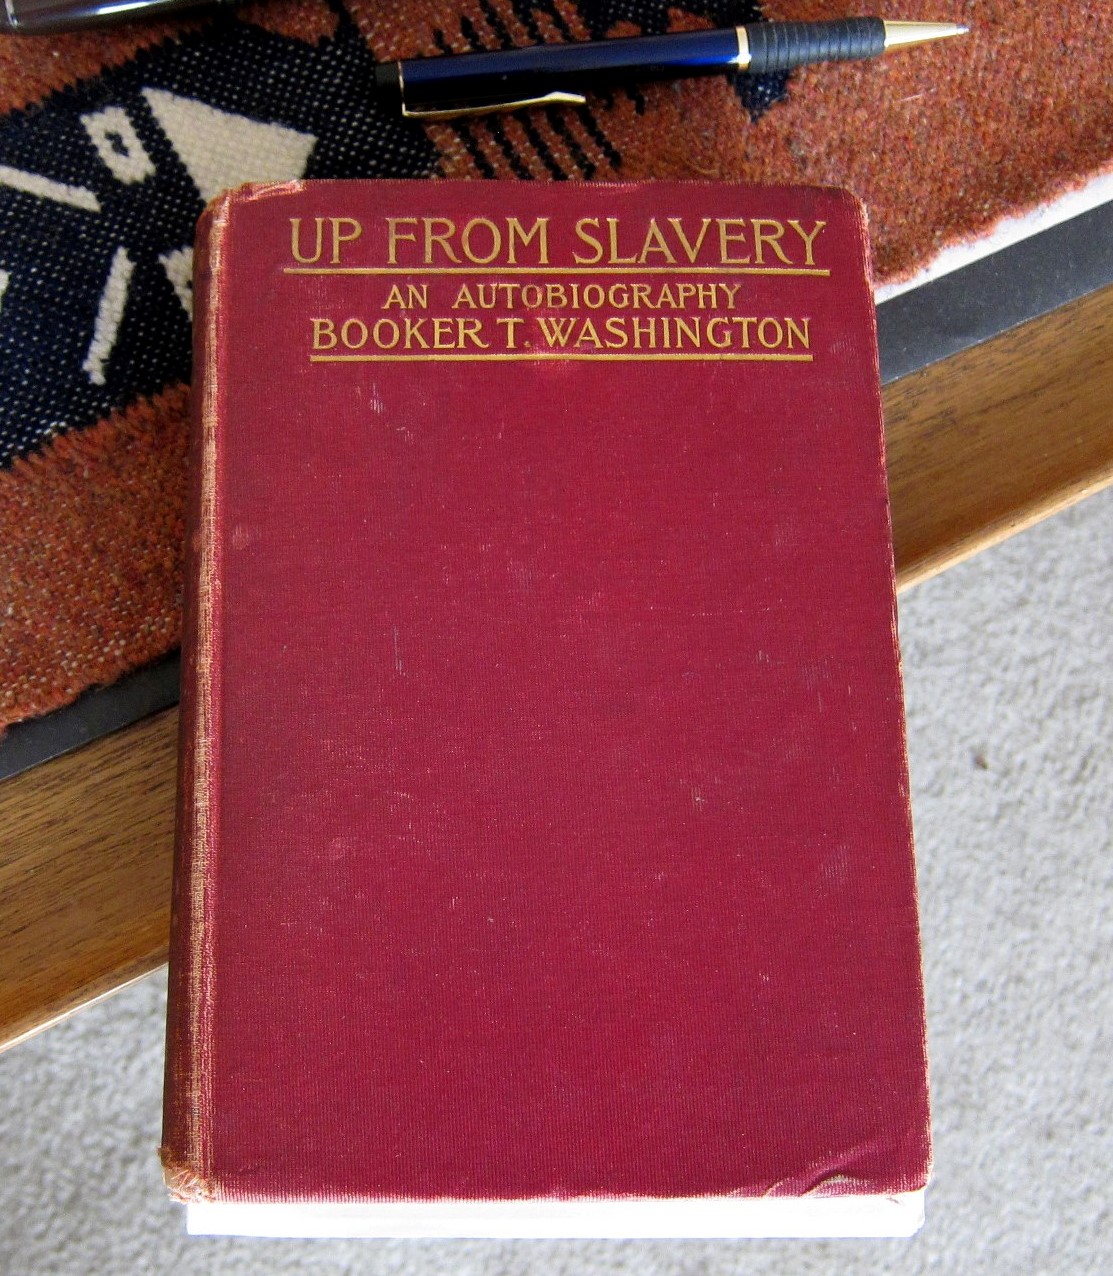 UP FROM SLAVERY
AN AUTOBIOGRAPHY
BOOKER T. WASHINGTON